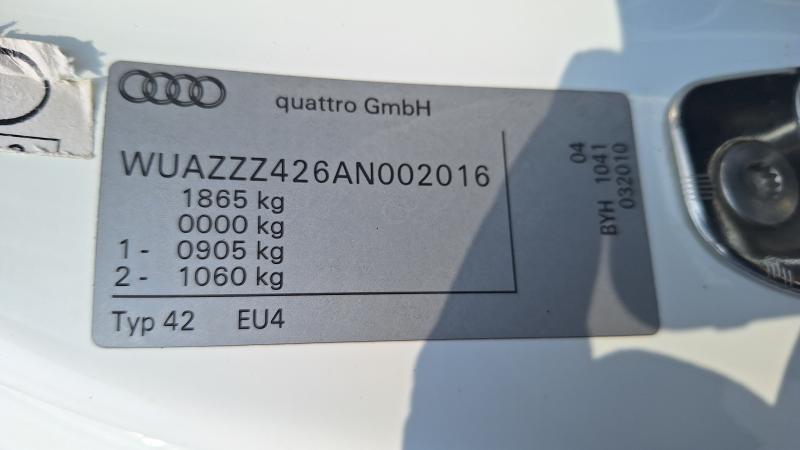 quattro GmbH
WUAZZZ426AN002016
1865 kg
0000 kg
1 - 0905 kg
2 - 1060 kg
Typ 42 EU4
04
BYH 1041
032010